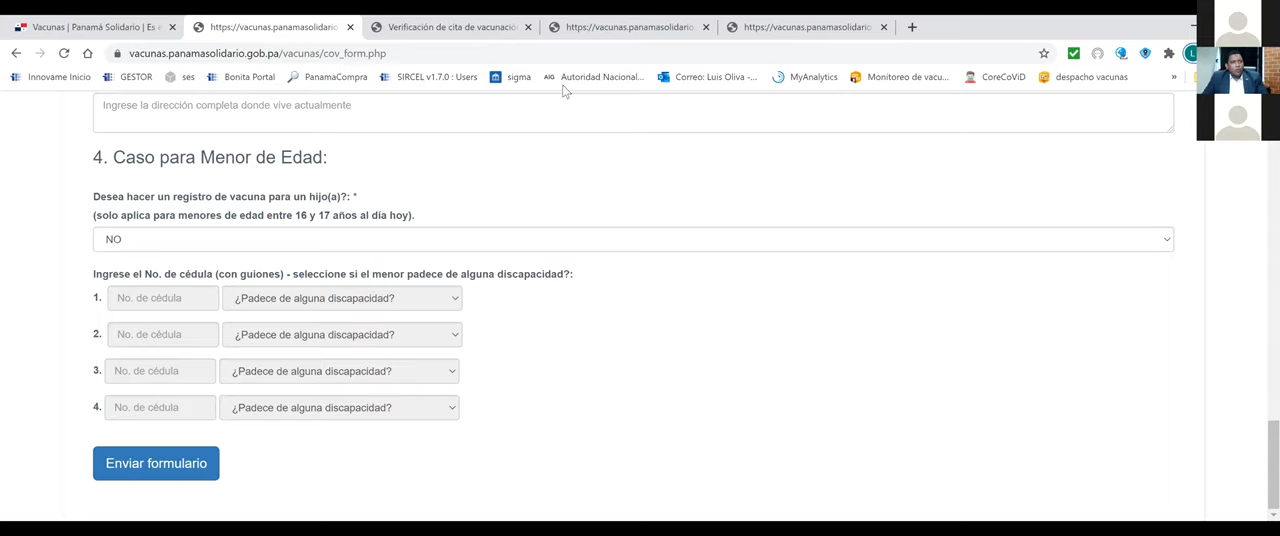 Vacunas | Panamá Solidario | Es e
https://vacunas.panamasolidario
Verificación de cita de vacunació
https://vacunas.panamasolidario.
https://vacunas.panamasolidario
vacunas.panamasolidario.gob.pa/vacunas/cov_form.php
Innovame Inicio
GESTOR
ses
Bonita Portal
PanamaCompra
SIRCEL v1.7.0 : Users
sigma
AIG
Autoridad Nacional...
Correo: Luis Oliva -...
MyAnalytics
Monitoreo de vacu...
CoreCoViD
despacho vacunas
»
Ingrese la dirección completa donde vive actualmente
4. Caso para Menor de Edad:
Desea hacer un registro de vacuna para un hijo(a)?: *
(solo aplica para menores de edad entre 16 y 17 años al día hoy).
NO
Ingrese el No. de cédula (con guiones) - seleccione si el menor padece de alguna discapacidad?:
1. No. de cédula ¿Padece de alguna discapacidad?
2. No. de cédula ¿Padece de alguna discapacidad?
3. No. de cédula ¿Padece de alguna discapacidad?
4. No. de cédula ¿Padece de alguna discapacidad?
Enviar formulario